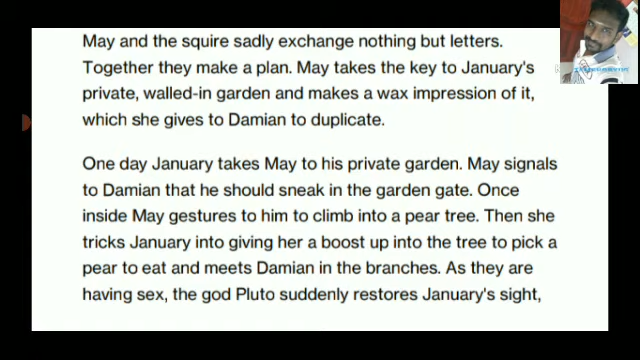 May and the squire sadly exchange nothing but letters.
Together they make a plan. May takes the key to January's
private, walled-in garden and makes a wax impression of it,
which she gives to Damian to duplicate.
One day January takes May to his private garden. May signals
to Damian that he should sneak in the garden gate. Once
inside May gestures to him to climb into a pear tree. Then she
tricks January into giving her a boost up into the tree to pick a
pear to eat and meets Damian in the branches. As they are
having sex, the god Pluto suddenly restores January's sight,